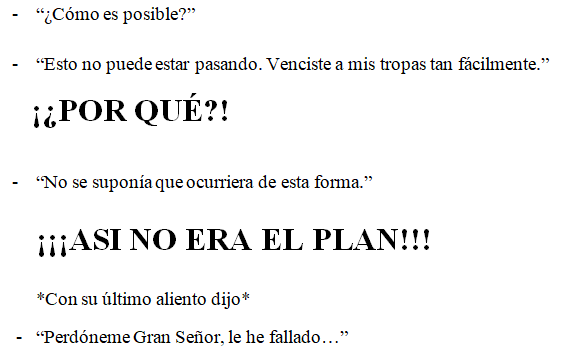 - “¿Cómo es posible?”
- “Esto no puede estar pasando. Venciste a mis tropas tan fácilmente.”
¡¿POR QUÉ?!
- “No se suponía que ocurriera de esta forma.”
¡¡¡ASI NO ERA EL PLAN!!!
*Con su último aliento dijo*
- “Perdóneme Gran Señor, le he fallado…”